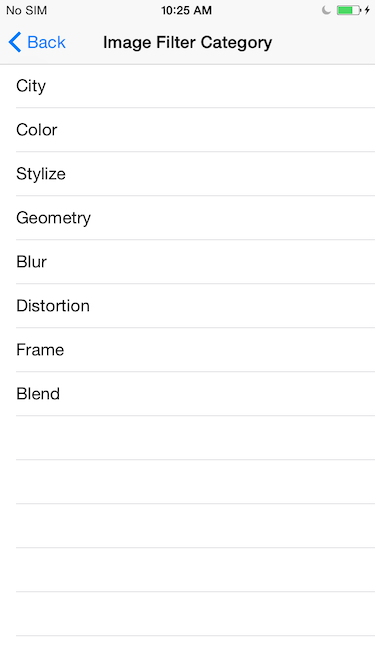 No SIM 10:25 AM
Back Image Filter Category
City
Color
Stylize
Geometry
Blur
Distortion
Frame
Blend